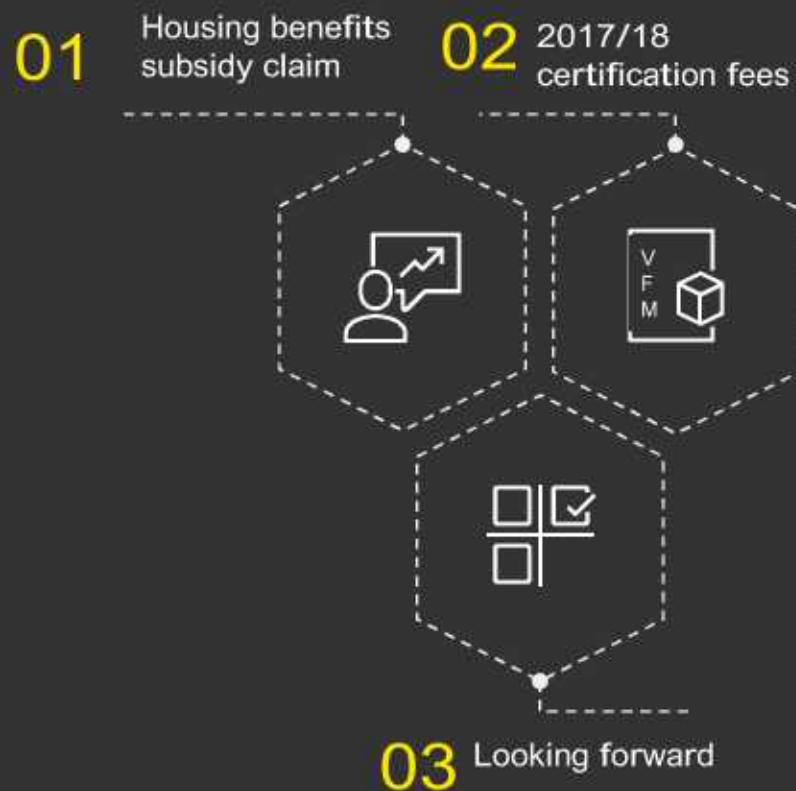 01
Housing benefits
subsidy claim
02
2017/18
certification fees
V
F
M
03
Looking forward